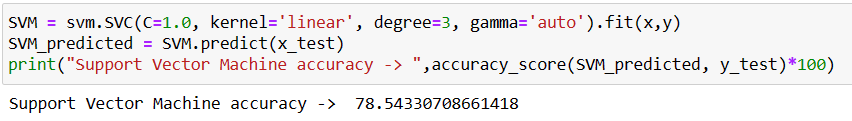 SVM = svm.SVC(C=1.0, kernel='linear', degree=3, gamma='auto').fit(x,y)
SVM_predicted = SVM.predict(x_test)
print("Support Vector Machine accuracy -> ",accuracy_score(SVM_predicted, y_test)*100)
Support Vector Machine accuracy ->  78.54330708661418